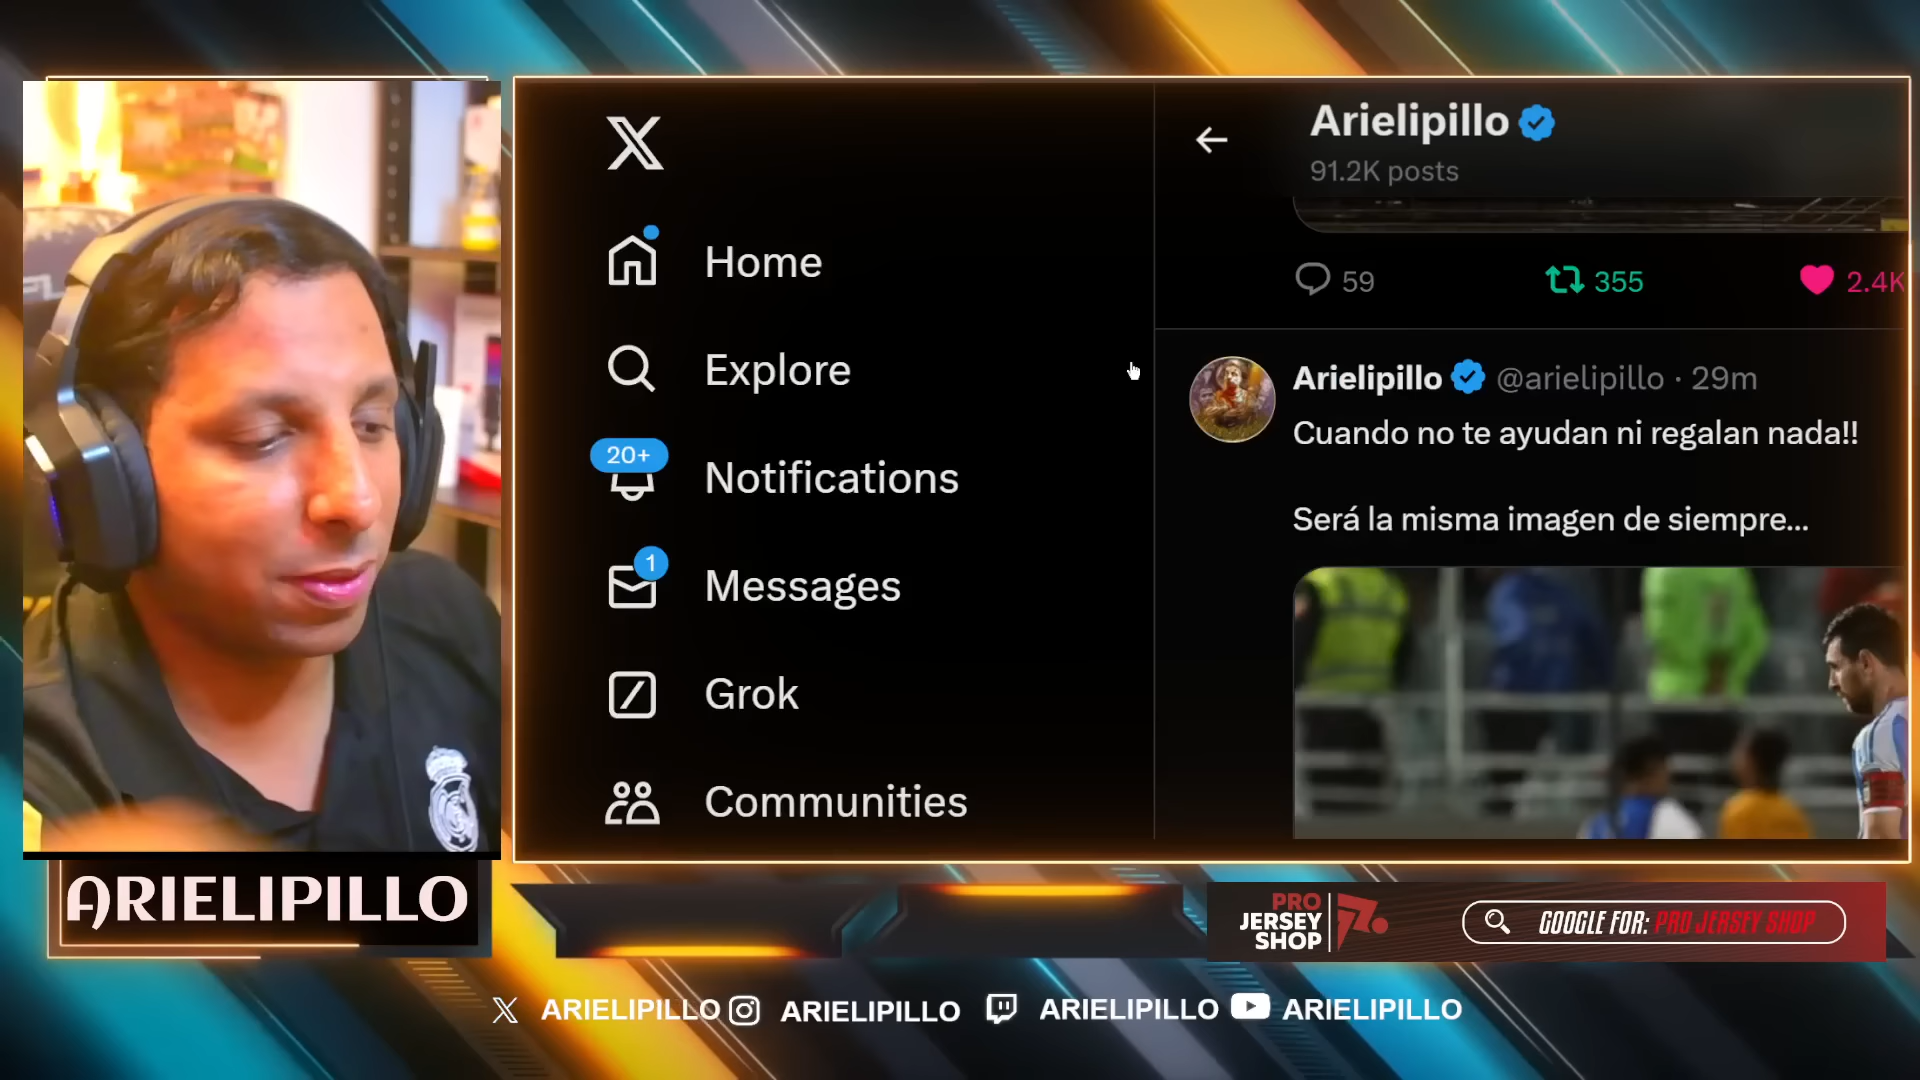 Home
Explore
20+
Notifications
1
Messages
Grok
Communities
Arielipillo
91.2K posts
59
355
2.4K
Arielipillo @arielipillo · 29m
Cuando no te ayudan ni regalan nada!!
Será la misma imagen de siempre...
ARIELIPILLO
PRO
JERSEY
SHOP
GOOGLE FOR: PRO JERSEY SHOP
ARIELIPILLO
ARIELIPILLO
ARIELIPILLO
ARIELIPILLO